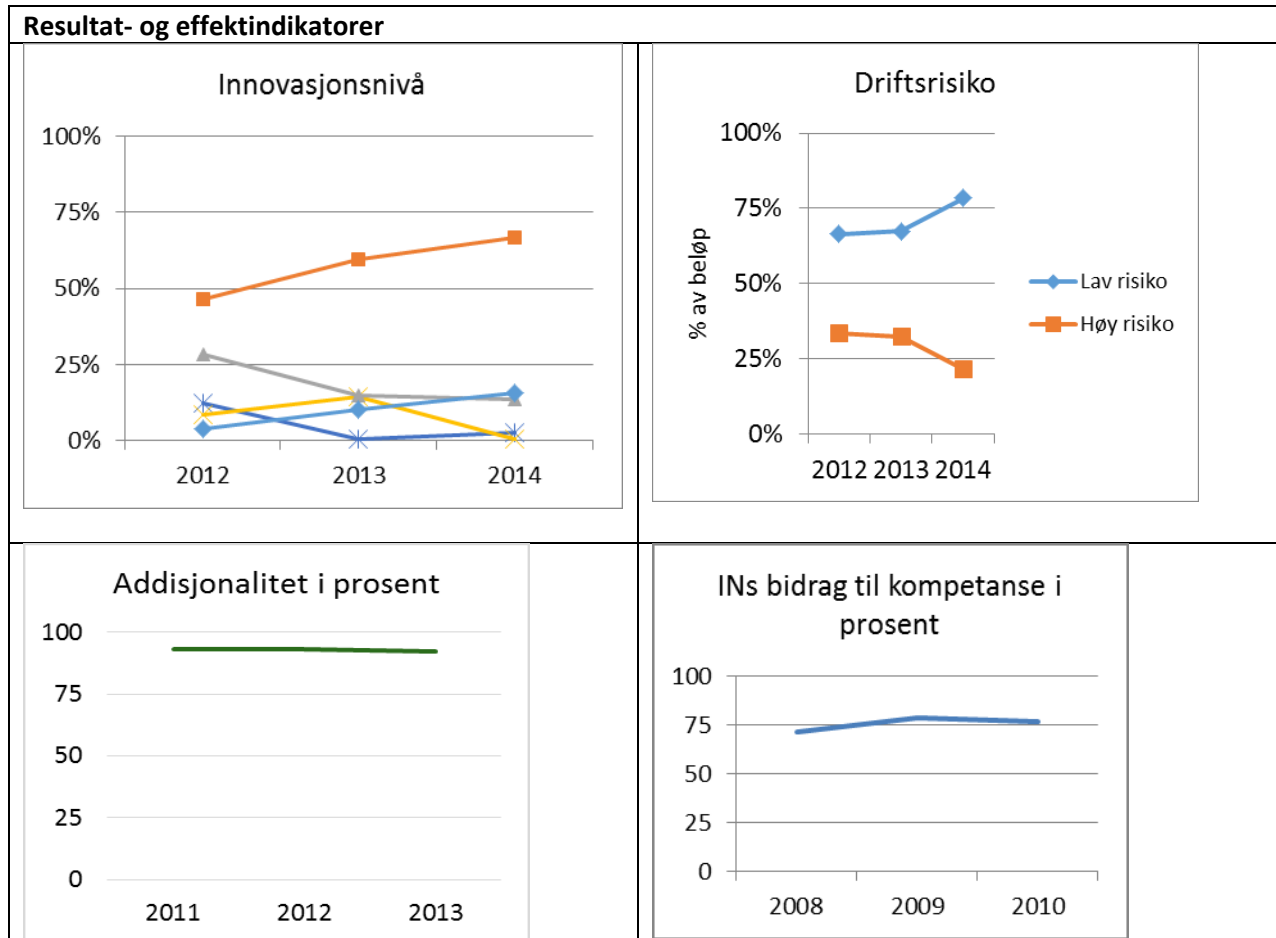 Resultat- og effektindikatorer
Innovasjonsnivå
100%
75%
50%
25%
0%
2012 2013 2014
Driftsrisiko
% av beløp
100%
75%
50%
25%
0%
2012 2013 2014
Lav risiko
Høy risiko
Addisjonalitet i prosent
100
75
50
25
0
2011 2012 2013
INs bidrag til kompetanse i
prosent
100
75
50
25
0
2008 2009 2010